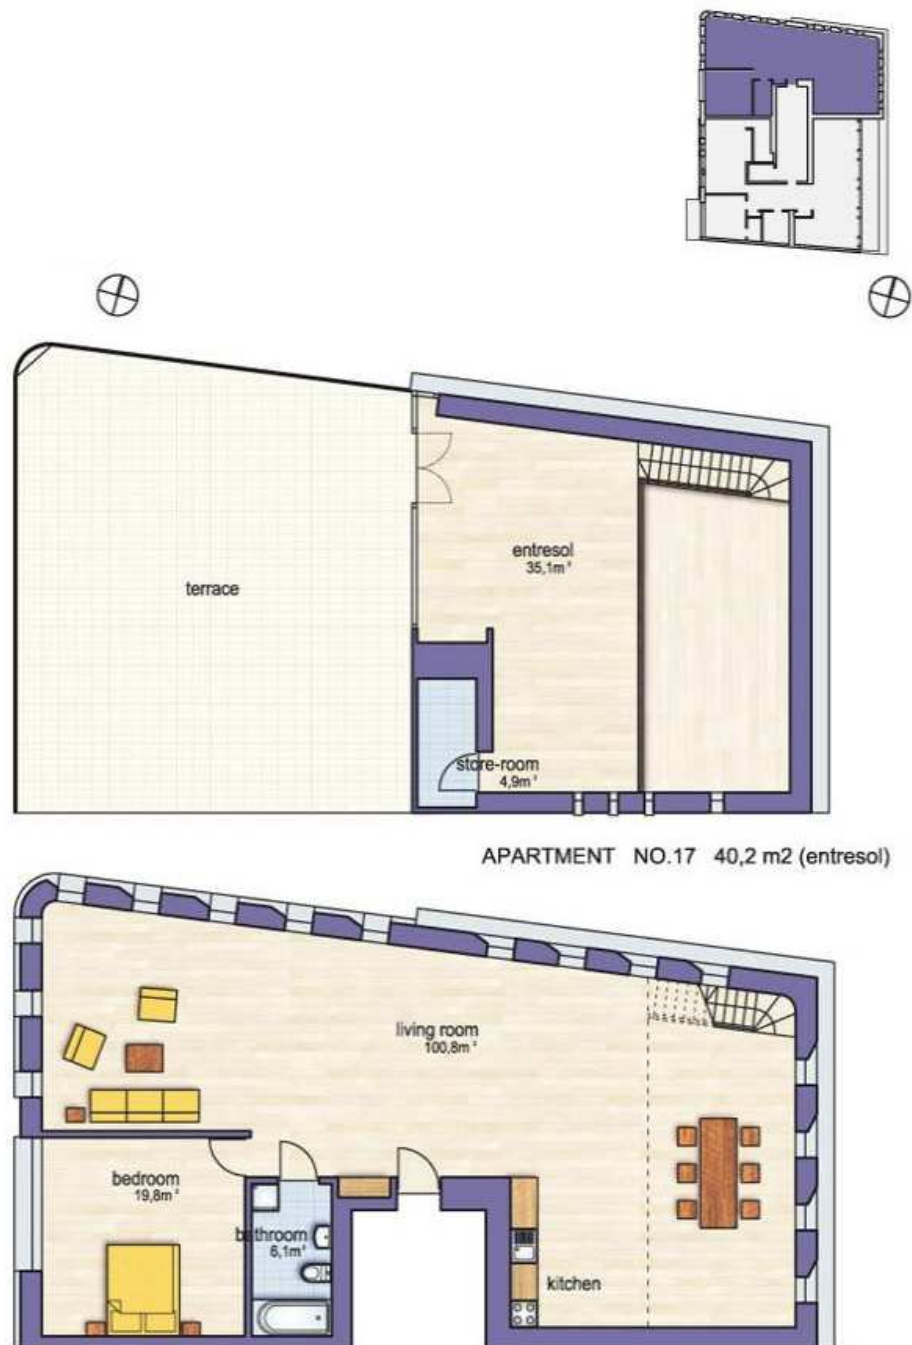 entresol
35,1m²
terrace
store-room
4,9m²
APARTMENT NO.17 40,2 m2 (entresol)
living room
100,8m²
bedroom
19,8m²
bathroom
6,1m²
kitchen